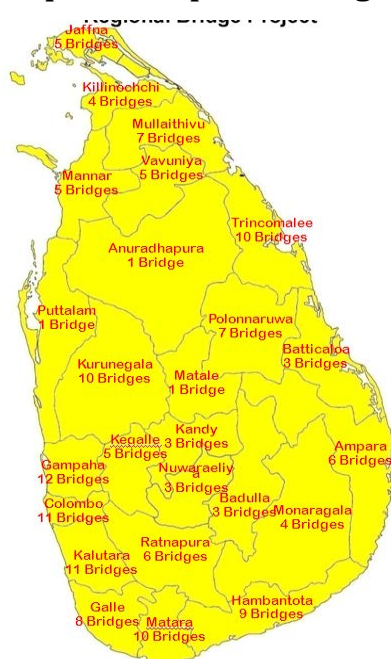 Regional Bridge Project
Jaffna
5 Bridges
Killinochchi
4 Bridges
Mullaithivu
7 Bridges
Vavuniya
5 Bridges
Mannar
5 Bridges
Trincomalee
10 Bridges
Anuradhapura
1 Bridge
Puttalam
1 Bridge
Polonnaruwa
7 Bridges
Batticaloa
3 Bridges
Kurunegala
10 Bridges
Matale
1 Bridge
Kandy
3 Bridges
Kegalle
5 Bridges
Ampara
6 Bridges
Gampaha
12 Bridges
Nuwaraeliy
a
3 Bridges
Badulla
3 Bridges
Monaragala
4 Bridges
Colombo
11 Bridges
Ratnapura
6 Bridges
Kalutara
11 Bridges
Hambantota
9 Bridges
Galle
8 Bridges
Matara
10 Bridges